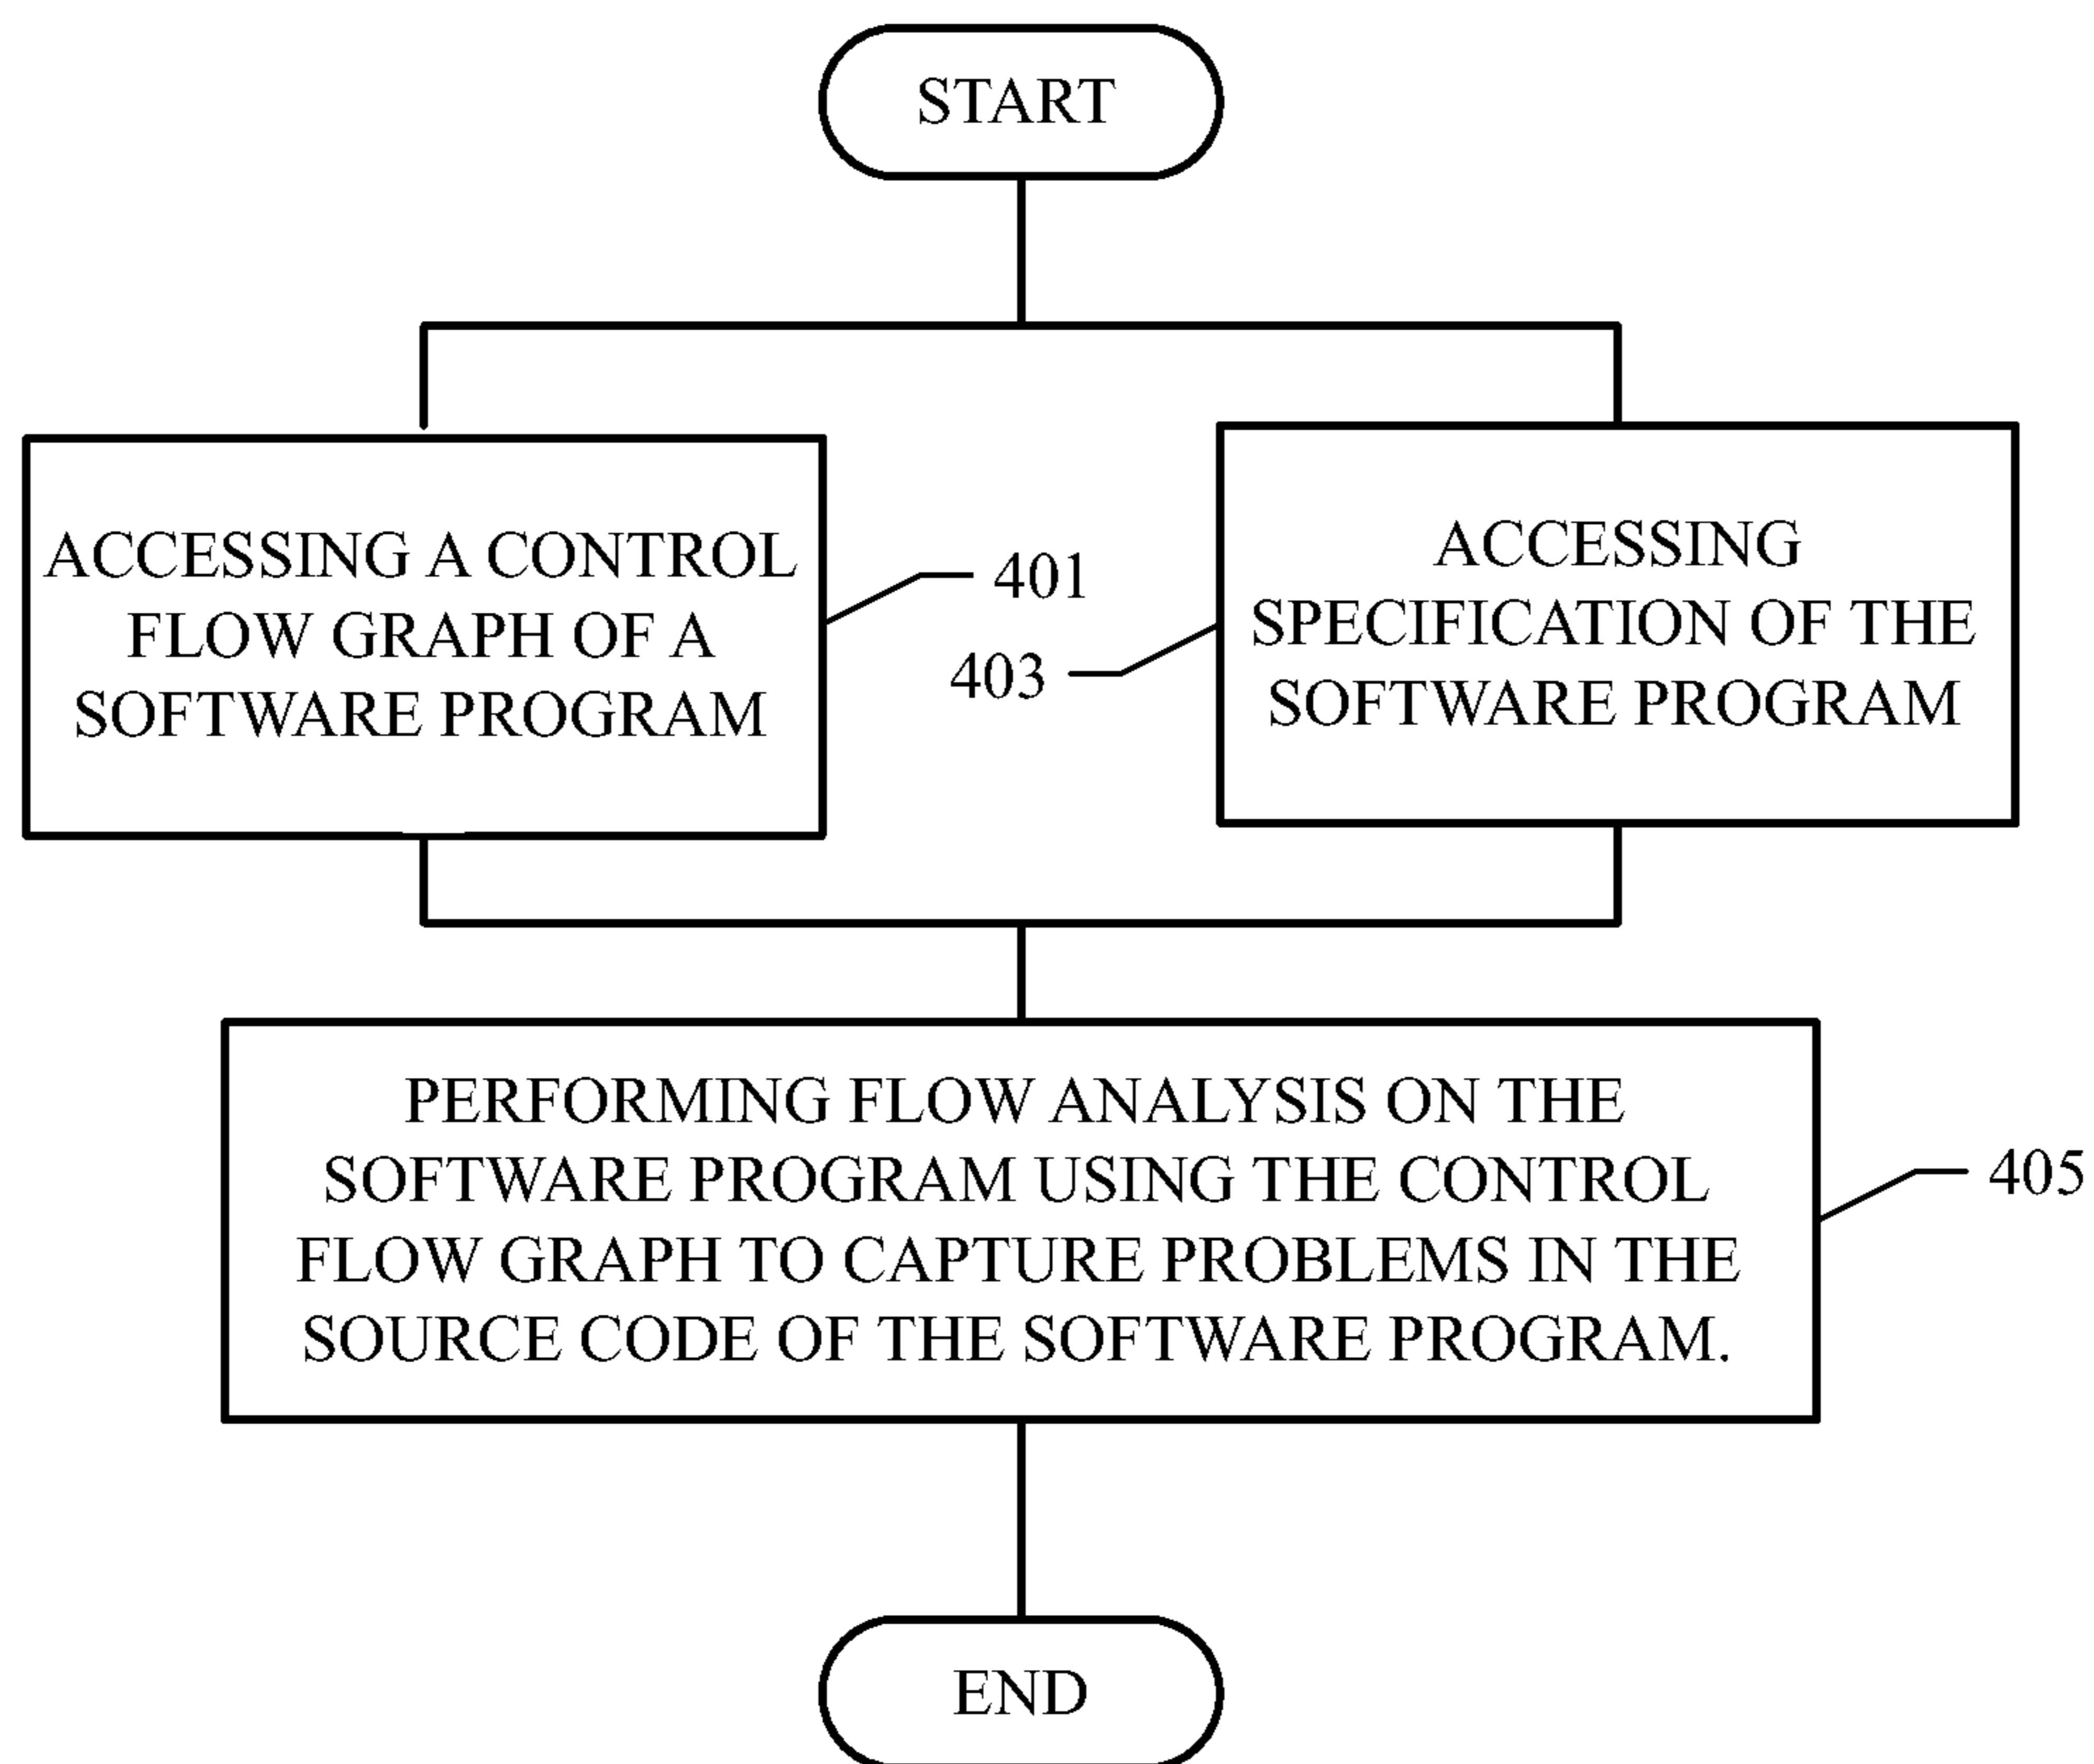 START
ACCESSING A CONTROL
FLOW GRAPH OF A
SOFTWARE PROGRAM
401
403
ACCESSING
SPECIFICATION OF THE
SOFTWARE PROGRAM
PERFORMING FLOW ANALYSIS ON THE
SOFTWARE PROGRAM USING THE CONTROL
FLOW GRAPH TO CAPTURE PROBLEMS IN THE
SOURCE CODE OF THE SOFTWARE PROGRAM.
405
END